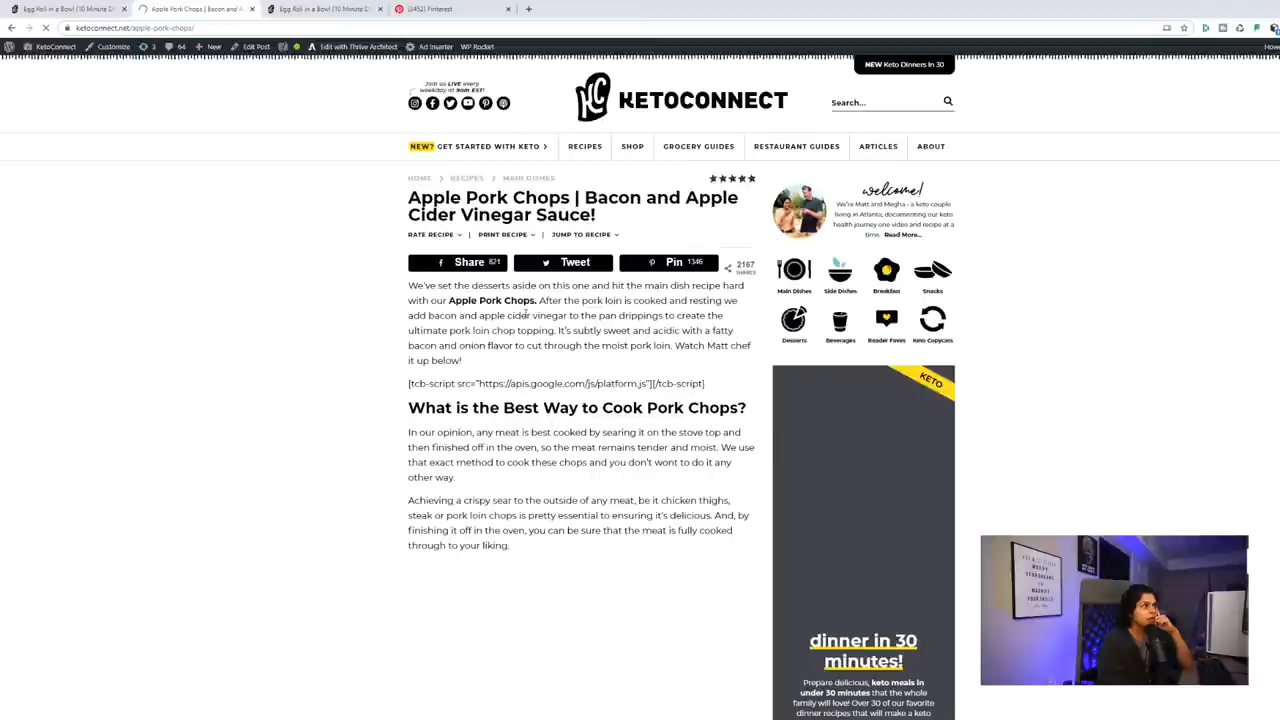 Egg Roll in a Bowl (10 Minute D
Apple Pork Chops | Bacon and A
Egg Roll in a Bowl (10 Minute D
(3452) Pinterest
ketoconnect.net/apple-pork-chops/
KetoConnect
Customize
3
64
New
Edit Post
Edit with Thrive Architect
Ad Inserter
WP Rocket
How
NEW Keto Dinners In 30
Join us LIVE every
weekday at 9am EST!
KC KETOCONNECT
Search...
NEW? GET STARTED WITH KETO
RECIPES
SHOP
GROCERY GUIDES
RESTAURANT GUIDES
ARTICLES
ABOUT
HOME
RECIPES
MAIN DISHES
Apple Pork Chops | Bacon and Apple
Cider Vinegar Sauce!
RATE RECIPE
PRINT RECIPE
JUMP TO RECIPE
Share 821
Tweet
Pin 1346
2167
SHARES
We've set the desserts aside on this one and hit the main dish recipe hard
with our Apple Pork Chops. After the pork loin is cooked and resting we
add bacon and apple cider vinegar to the pan drippings to create the
ultimate pork loin chop topping. It's subtly sweet and acidic with a fatty
bacon and onion flavor to cut through the moist pork loin. Watch Matt chef
it up below!
[tcb-script src="https://apis.google.com/js/platform.js"][/tcb-script]
What is the Best Way to Cook Pork Chops?
In our opinion, any meat is best cooked by searing it on the stove top and
then finished off in the oven, so the meat remains tender and moist. We use
that exact method to cook these chops and you don't wont to do it any
other way.
Achieving a crispy sear to the outside of any meat, be it chicken thighs,
steak or pork loin chops is pretty essential to ensuring it's delicious. And, by
finishing it off in the oven, you can be sure that the meat is fully cooked
through to your liking.
welcome!
We're Matt and Megha - a keto couple
living in Atlanta, documenting our keto
health journey one video and recipe at a
time. Read More...
Main Dishes
Side Dishes
Breakfast
Snacks
Desserts
Beverages
Reader Faves
Keto Copycats
KETO
dinner in 30
minutes!
Prepare delicious, keto meals in
under 30 minutes that the whole
family will love! Over 30 of our favorite
dinner recipes that will make a keto